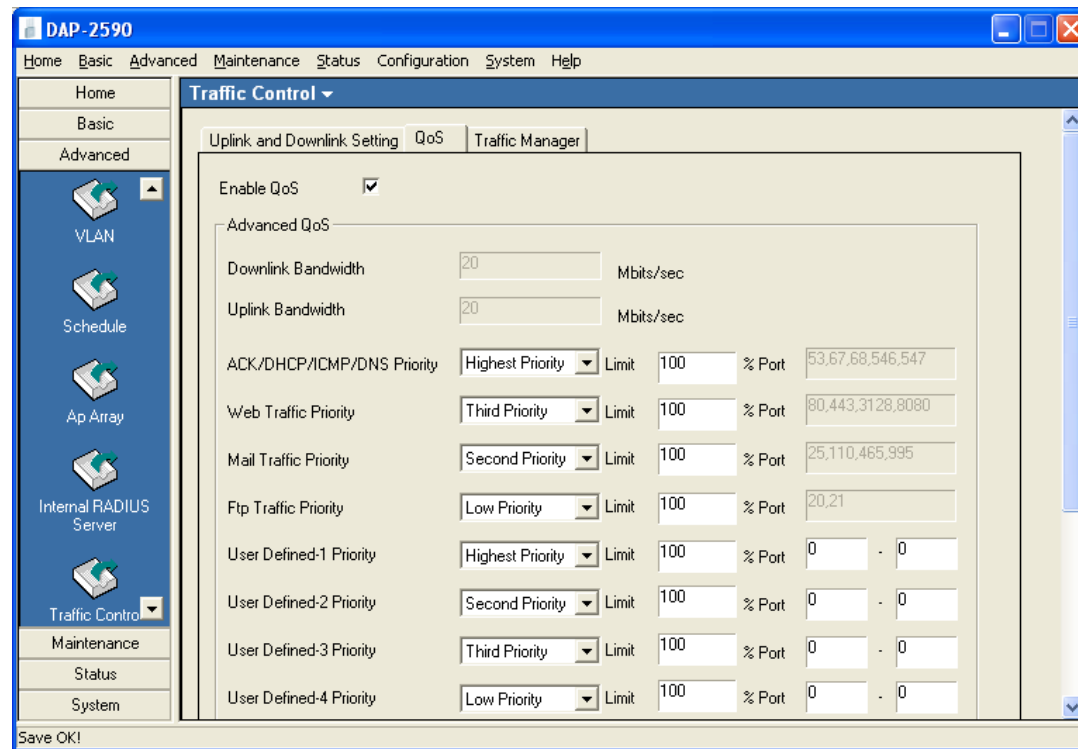 DAP-2590
Home Basic Advanced Maintenance Status Configuration System Help
Home
Basic
Advanced
VLAN
Schedule
Ap Array
Internal RADIUS
Server
Traffic Contro
Maintenance
Status
System
Traffic Control
Uplink and Downlink Setting QoS Traffic Manager
Enable QoS
Advanced QoS
Downlink Bandwidth 20 Mbits/sec
Uplink Bandwidth 20 Mbits/sec
ACK/DHCP/ICMP/DNS Priority Highest Priority Limit 100 % Port 53,67,68,546,547
Web Traffic Priority Third Priority Limit 100 % Port 80,443,3128,8080
Mail Traffic Priority Second Priority Limit 100 % Port 25,110,465,995
Ftp Traffic Priority Low Priority Limit 100 % Port 20,21
User Defined-1 Priority Highest Priority Limit 100 % Port 0 - 0
User Defined-2 Priority Second Priority Limit 100 % Port 0 - 0
User Defined-3 Priority Third Priority Limit 100 % Port 0 - 0
User Defined-4 Priority Low Priority Limit 100 % Port 0 - 0
Save OK!